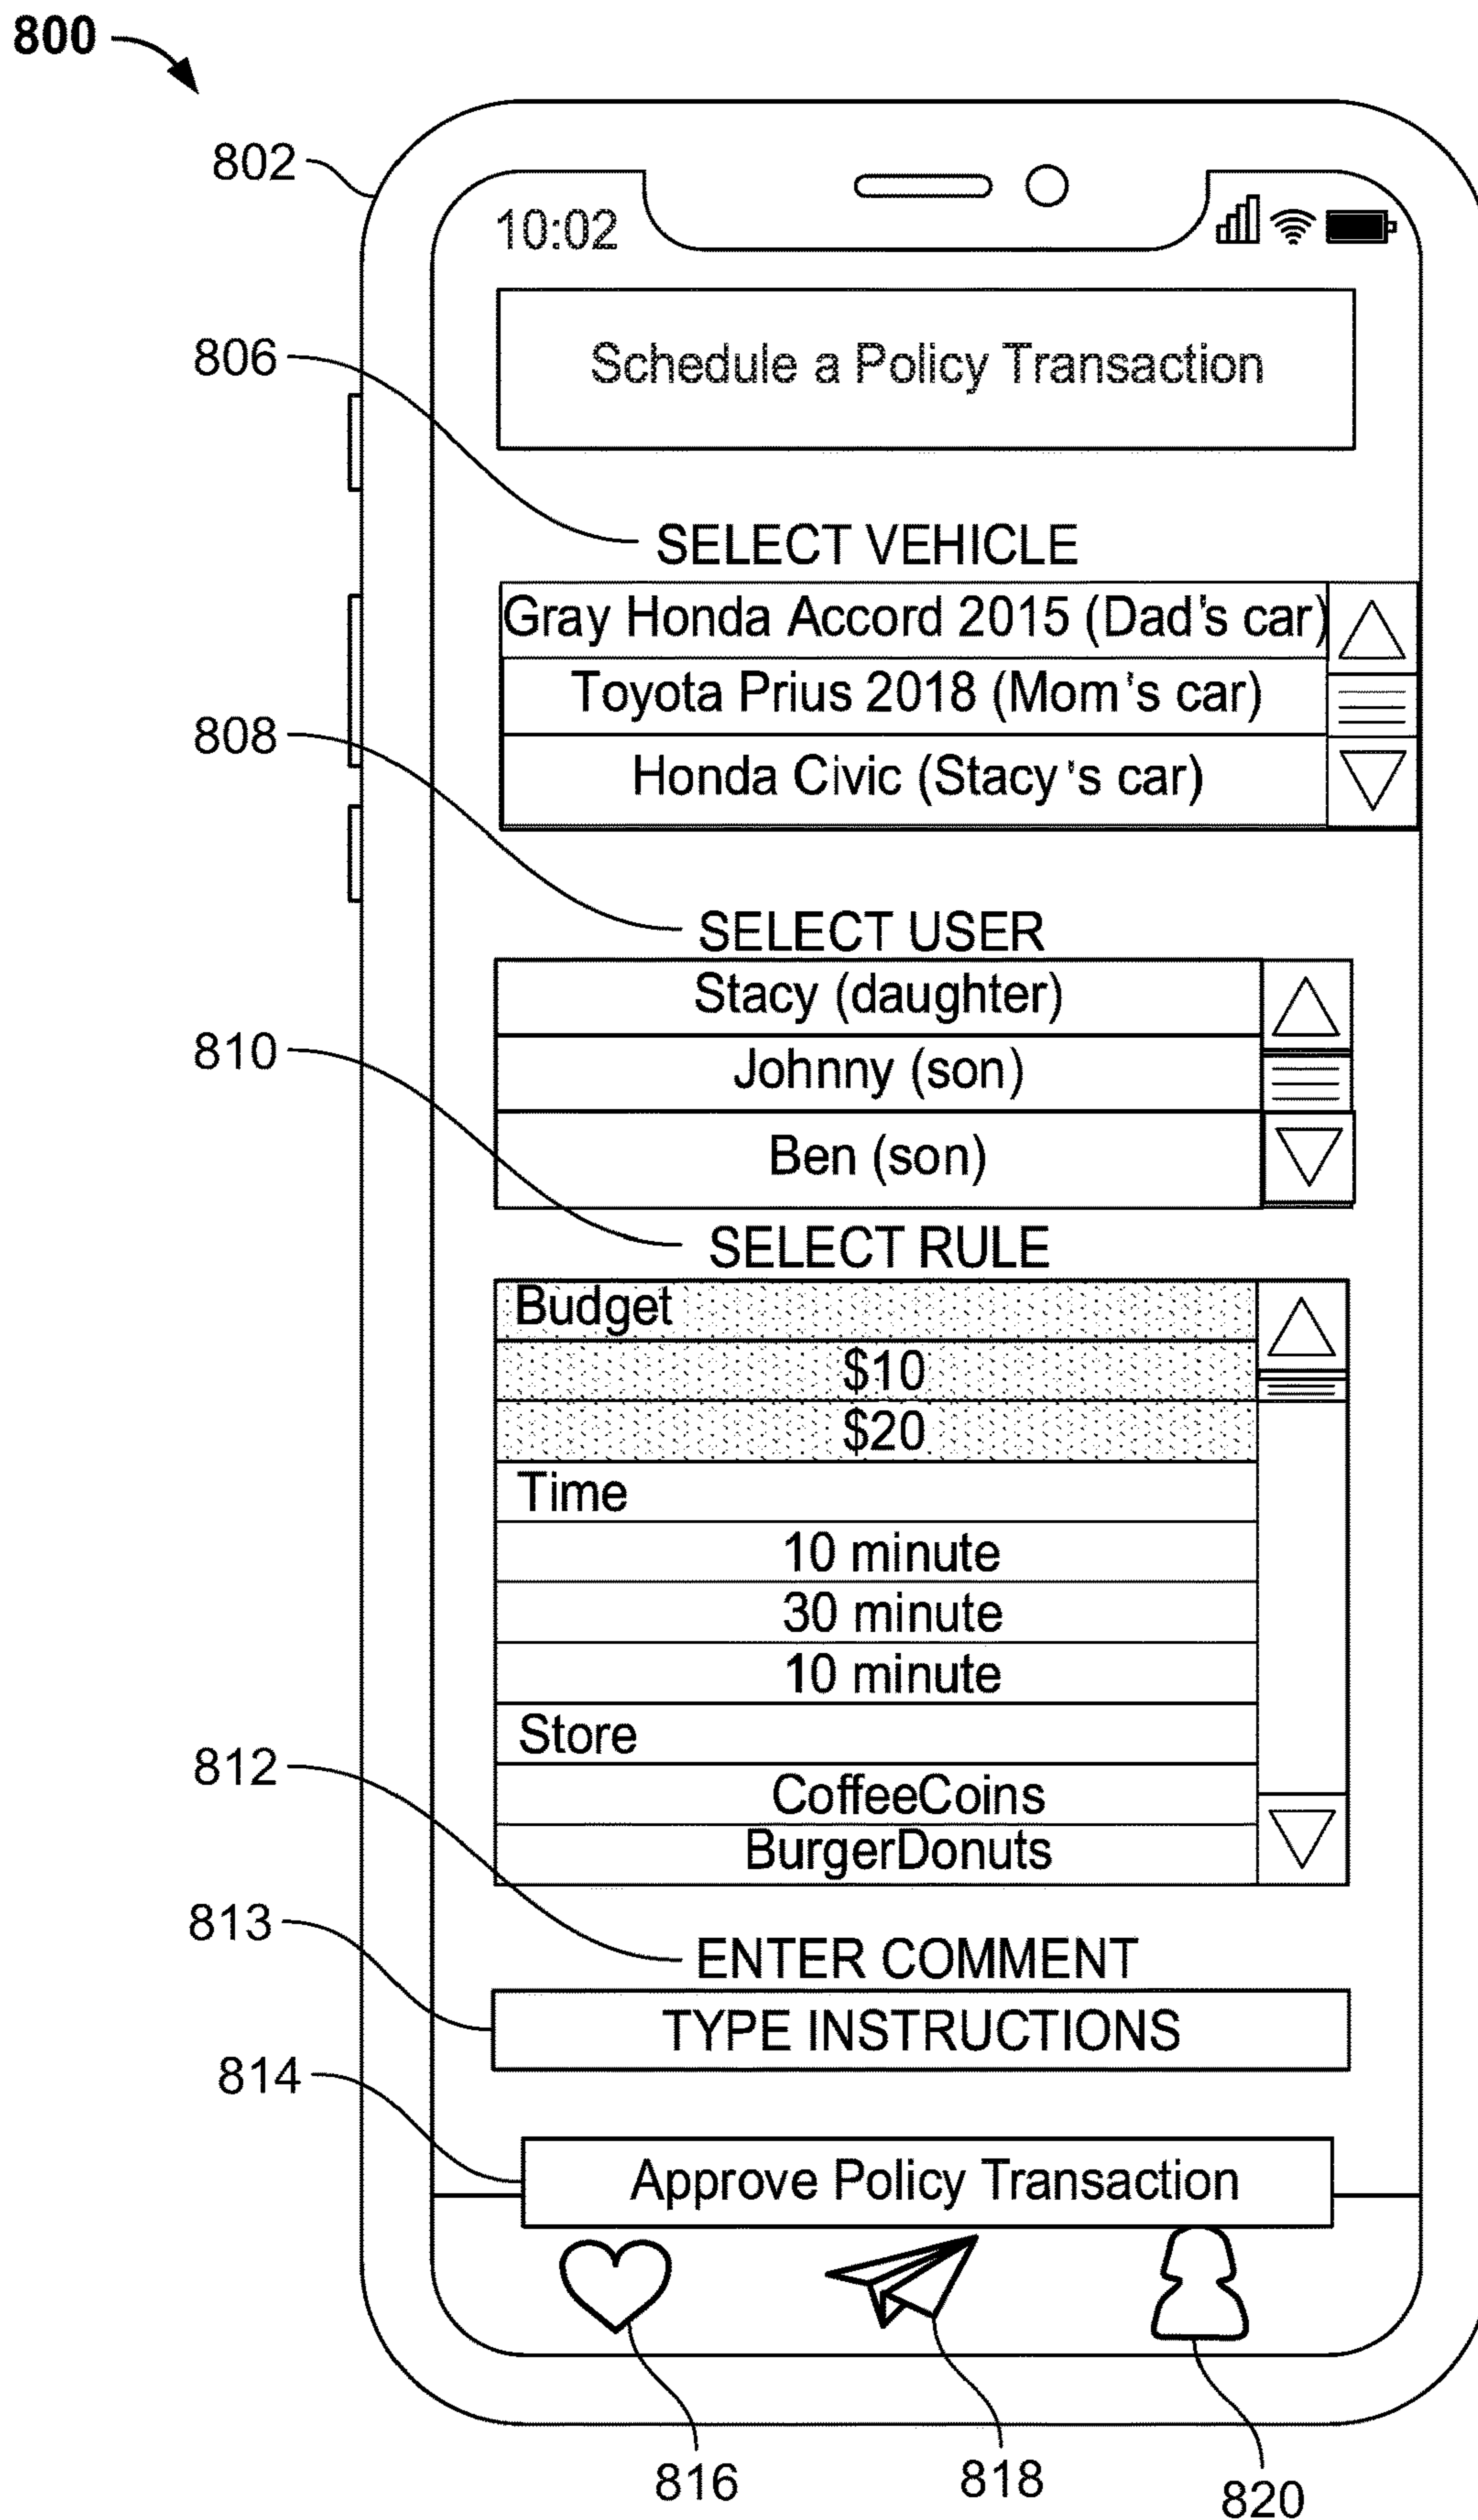 800
802
10:02
806
Schedule a Policy Transaction
SELECT VEHICLE
Gray Honda Accord 2015 (Dad's car)
Toyota Prius 2018 (Mom's car)
808
Honda Civic (Stacy's car)
SELECT USER
Stacy (daughter)
810
Johnny (son)
Ben (son)
SELECT RULE
Budget
$10
$20
Time
10 minute
30 minute
10 minute
Store
812
CoffeeCoins
BurgerDonuts
813
ENTER COMMENT
TYPE INSTRUCTIONS
814
Approve Policy Transaction
816
818
820